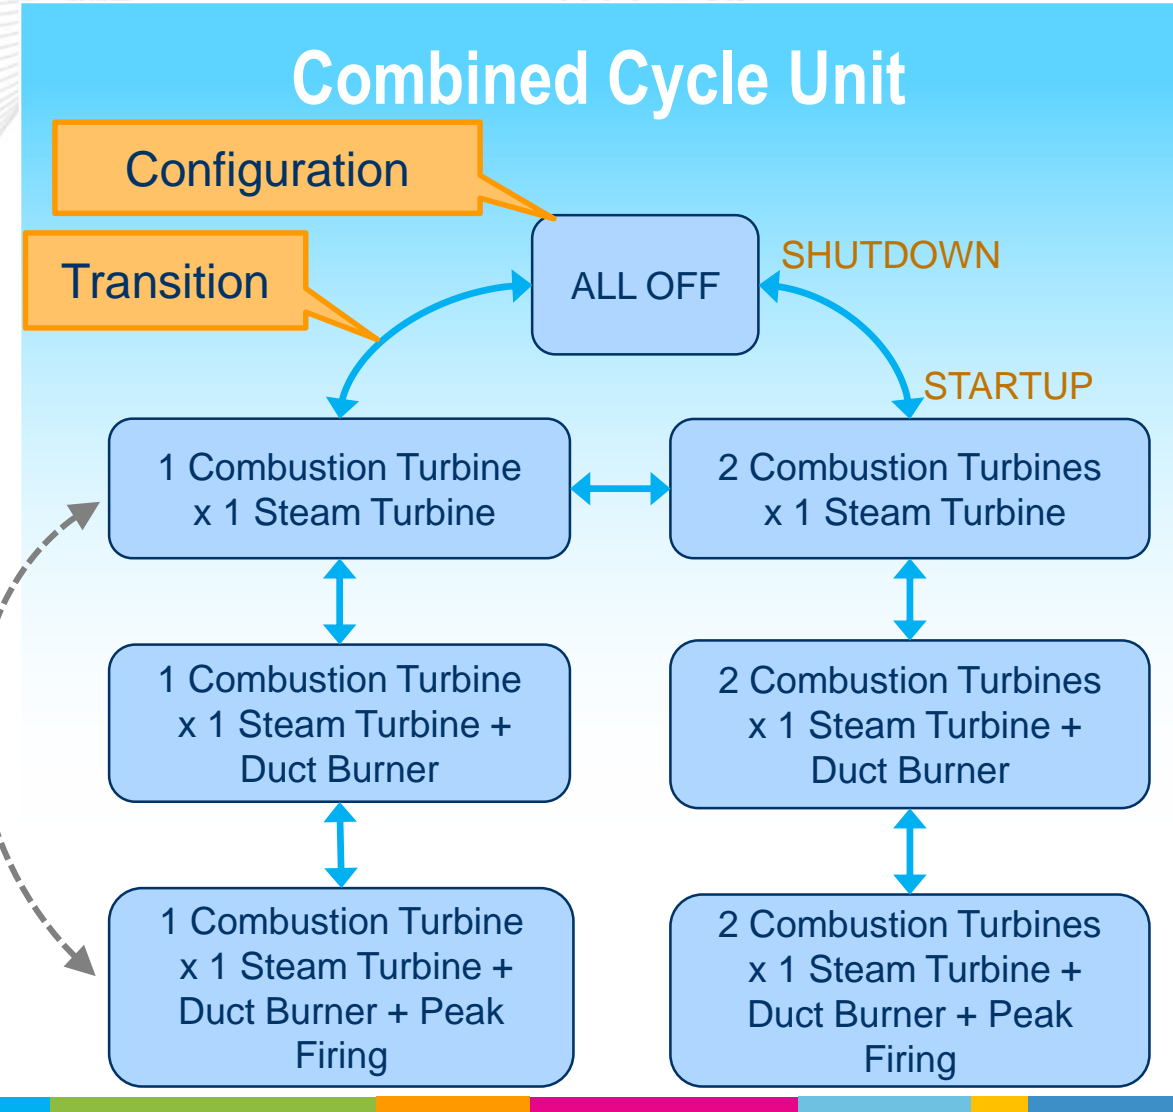 Combined Cycle Unit
Configuration
Transition
ALL OFF
SHUTDOWN
STARTUP
1 Combustion Turbine
x 1 Steam Turbine
2 Combustion Turbines
x 1 Steam Turbine
1 Combustion Turbine
x 1 Steam Turbine +
Duct Burner
2 Combustion Turbines
x 1 Steam Turbine +
Duct Burner
1 Combustion Turbine
x 1 Steam Turbine +
Duct Burner + Peak
Firing
2 Combustion Turbines
x 1 Steam Turbine +
Duct Burner + Peak
Firing